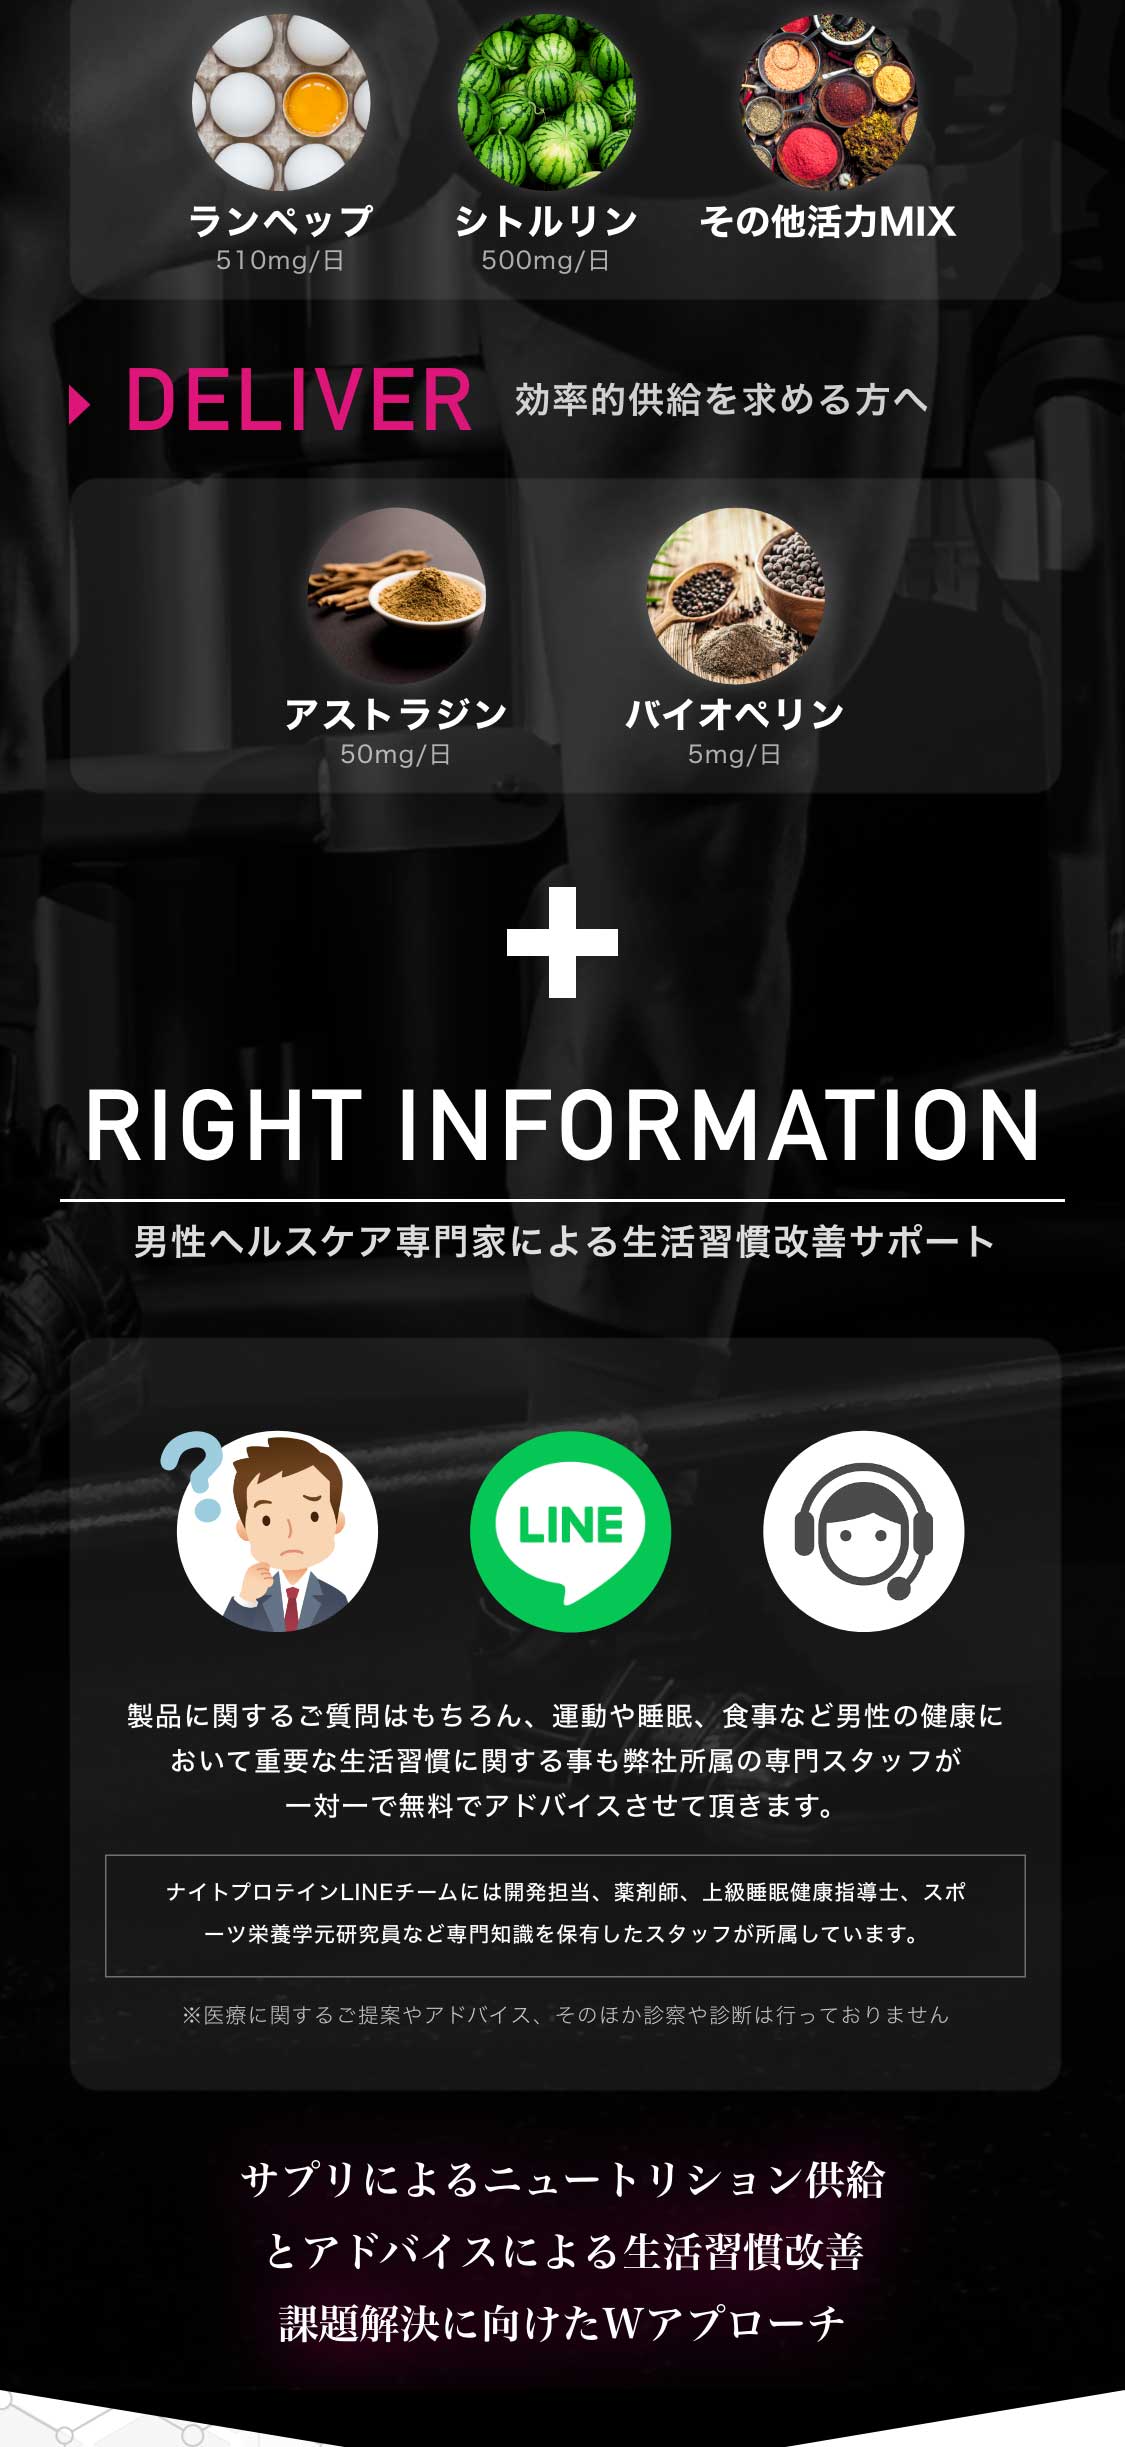 ランペップ シトルリン その他活力MIX
510mg/日 500mg/日
DELIVER 効率的供給を求める方へ
アストラジン バイオペリン
50mg/日 5mg/日
RIGHT INFORMATION
男性ヘルスケア専門家による生活習慣改善サポート
?
LINE
製品に関するご質問はもちろん、運動や睡眠、食事など男性の健康に
おいて重要な生活習慣に関する事も弊社所属の専門スタッフが
一対一で無料でアドバイスさせて頂きます。
ナイトプロテインLINEチームには開発担当、薬剤師、上級睡眠健康指導士、スポ
ーツ栄養学元研究員など専門知識を保有したスタッフが所属しています。
※医療に関するご提案やアドバイス、そのほか診察や診断は行っておりません
サプリによるニュートリション供給
とアドバイスによる生活習慣改善
課題解決に向けたWアプローチ